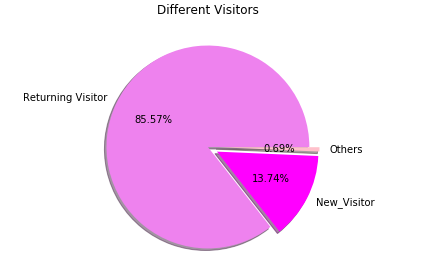 Different Visitors
Returning Visitor
85.57%
0.69%
Others
13.74%
New_Visitor